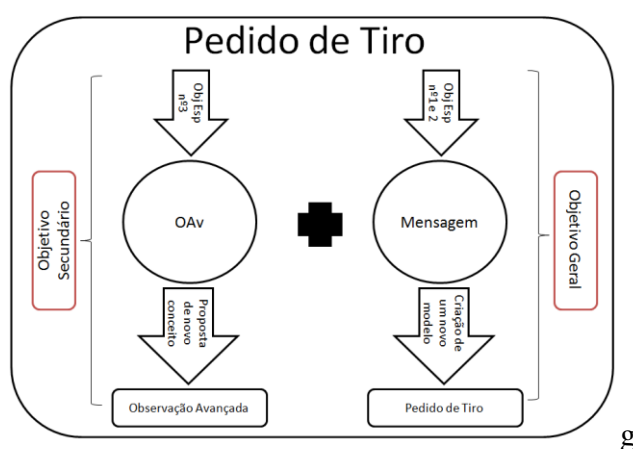 Pedido de Tiro
Obj Esp
nº3
Obj Esp
nº1 e 2
Objetivo
Secundário
OAv
Mensagem
Objetivo Geral
Proposta
de novo
conceito
Criação de
um novo
modelo
Observação Avançada
Pedido de Tiro
g